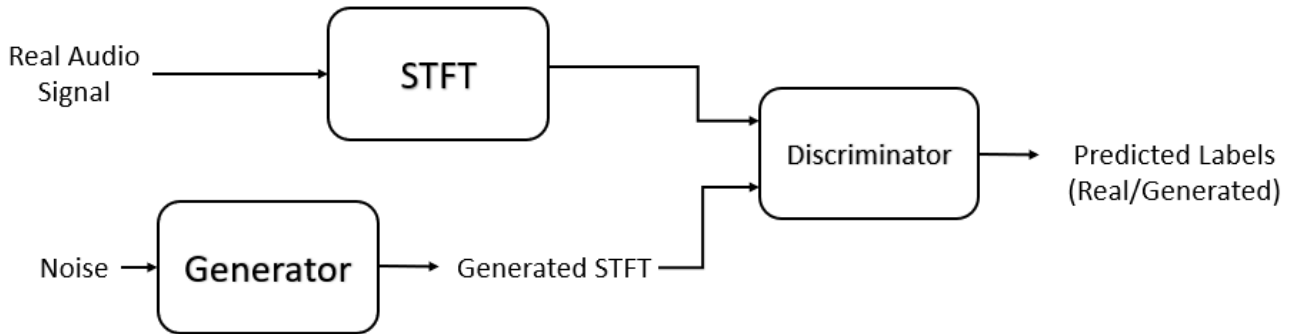 Real Audio
Signal
STFT
Discriminator
Predicted Labels
(Real/Generated)
Noise
Generator
Generated STFT